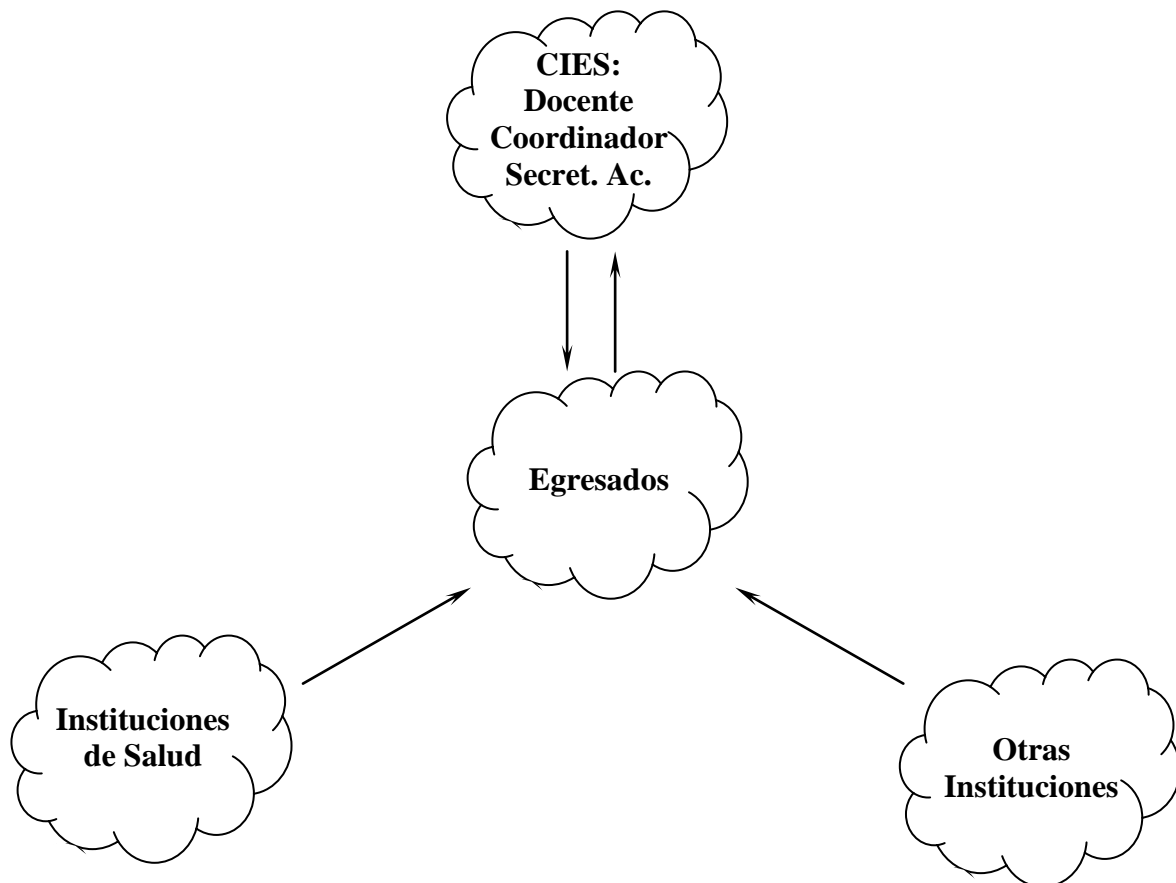 CIES:
Docente
Coordinador
Secret. Ac.
Egresados
Instituciones
de Salud
Otras
Instituciones